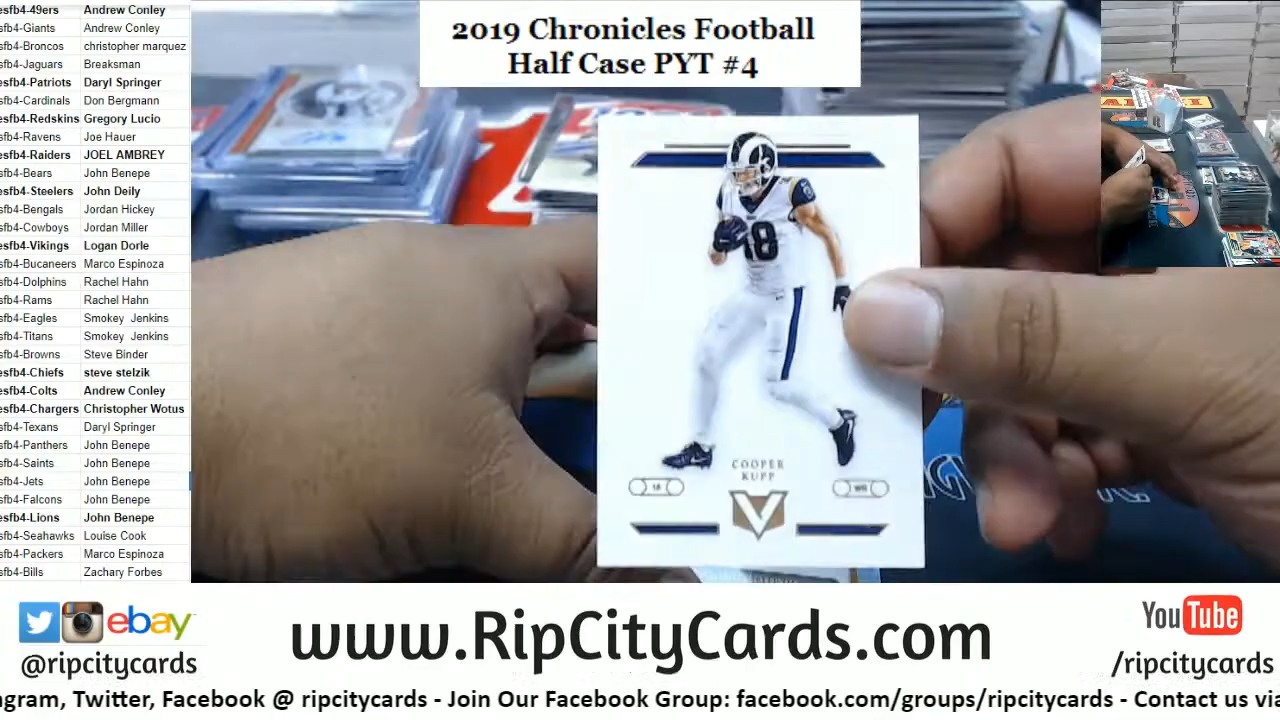 2019 Chronicles Football
Half Case PYT #4
esfb4-49ers Andrew Conley
sfb4-Giants Andrew Conley
sfb4-Broncos christopher marquez
sfb4-Jaguars Breaksman
esfb4-Patriots Daryl Springer
sfb4-Cardinals Don Bergmann
esfb4-Redskins Gregory Lucio
sfb4-Ravens Joe Hauer
esfb4-Raiders JOEL AMBREY
sfb4-Bears John Benepe
esfb4-Steelers John Deily
sfb4-Bengals Jordan Hickey
sfb4-Cowboys Jordan Miller
esfb4-Vikings Logan Dorle
sfb4-Bucaneers Marco Espinoza
sfb4-Dolphins Rachel Hahn
sfb4-Rams Rachel Hahn
sfb4-Eagles Smokey Jenkins
sfb4-Titans Smokey Jenkins
sfb4-Browns Steve Binder
esfb4-Chiefs steve stelzik
esfb4-Colts Andrew Conley
esfb4-Chargers Christopher Wotus
sfb4-Texans Daryl Springer
sfb4-Panthers John Benepe
sfb4-Saints John Benepe
sfb4-Jets John Benepe
sfb4-Falcons John Benepe
esfb4-Lions John Benepe
sfb4-Seahawks Louise Cook
sfb4-Packers Marco Espinoza
sfb4-Bills Zachary Forbes
18
COOPER
KUPP
18 WR
V
ebay
@ripcitycards
www.RipCityCards.com
YouTube
/ripcitycards
agram, Twitter, Facebook @ ripcitycards - Join Our Facebook Group: facebook.com/groups/ripcitycards - Contact us via